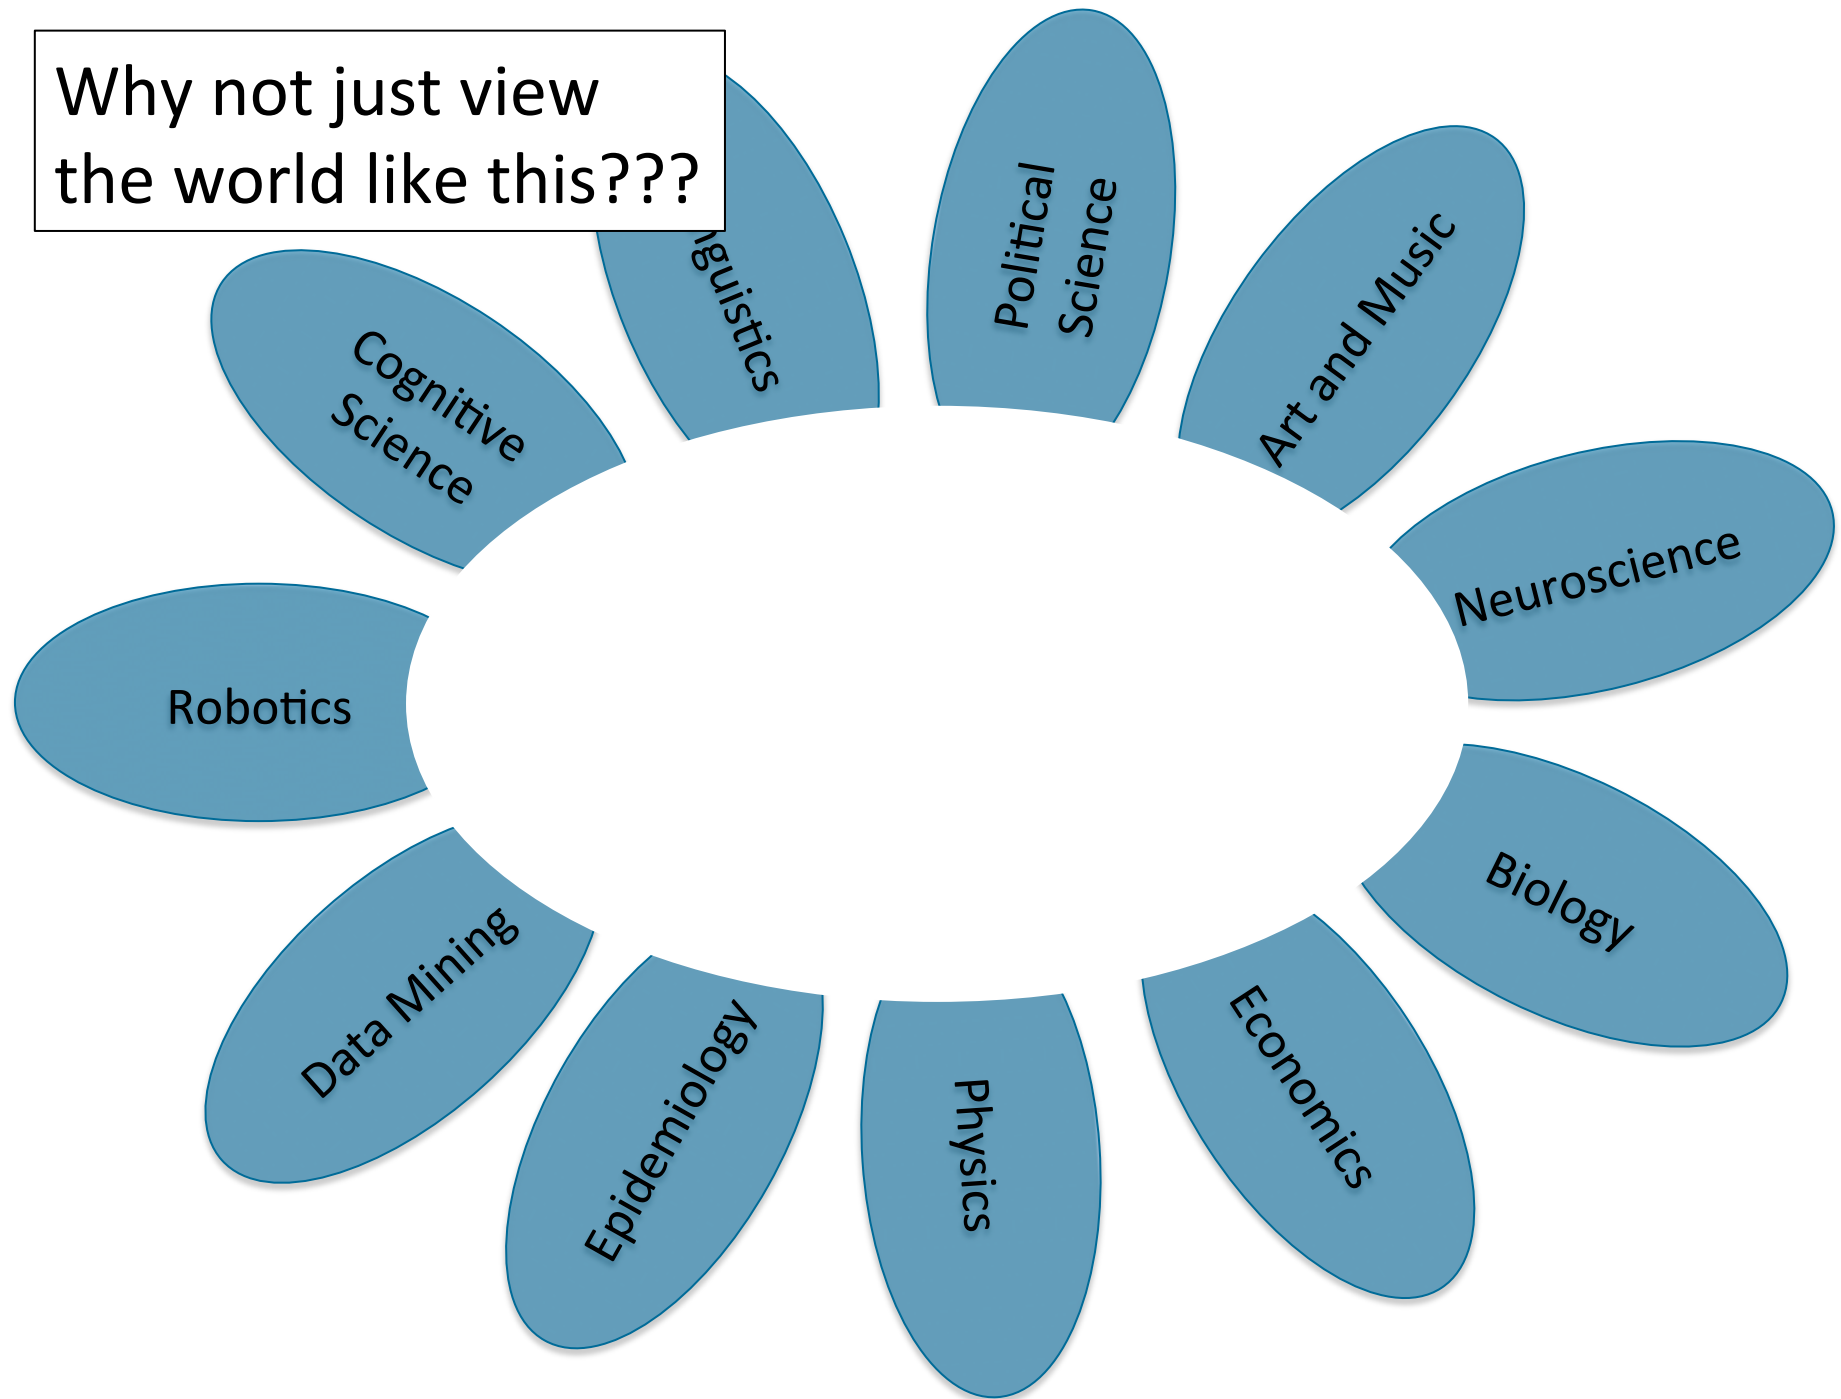 Why not just view
the world like this???
nguistics
Political
Science
Art and Music
Cognitive
Science
Neuroscience
Robotics
Biology
Data Mining
Economics
Epidemiology
Physics